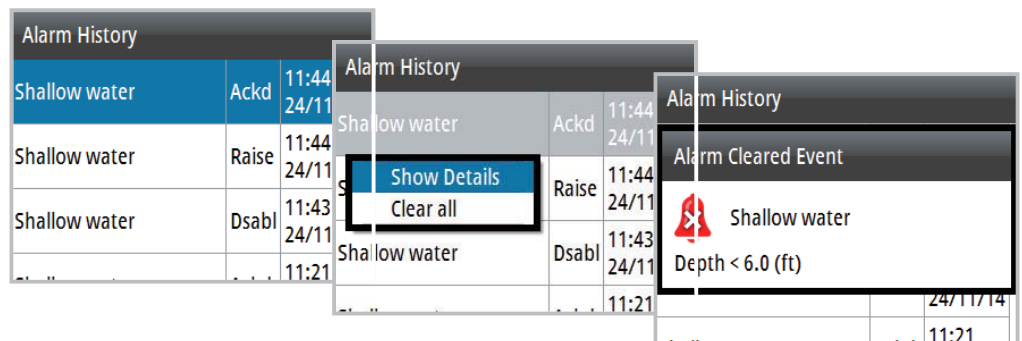 Alarm History
Shallow water Ackd 11:44
24/11
Shallow water Raise 11:44
24/11
Shallow water Dsabl 11:43
24/11
11:21
Alarm History
Shallow water Ackd 11:44
24/11
Show Details
Clear all
Raise 11:44
24/11
Shallow water Dsabl 11:43
24/11
11:21
Alarm History
Alarm Cleared Event
Shallow water
Depth < 6.0 (ft)
24/11/14
11:21